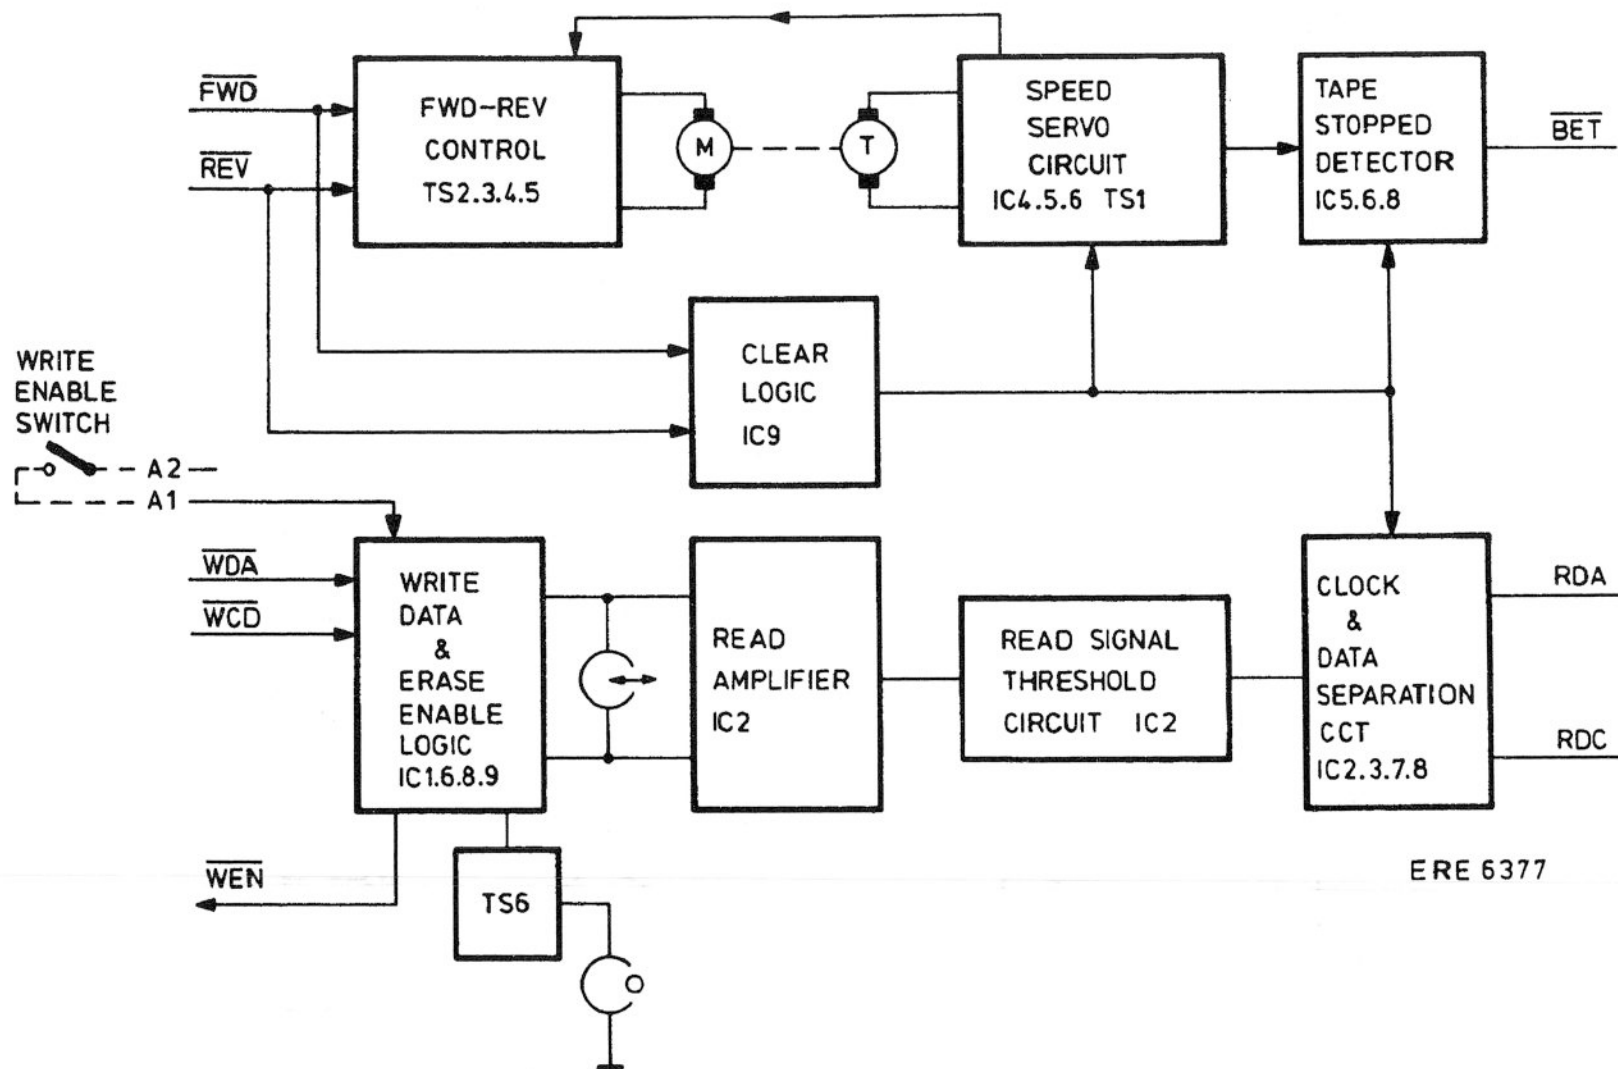 FWD
REV
FWD-REV
CONTROL
TS2.3.4.5
M
T
SPEED
SERVO
CIRCUIT
IC4.5.6 TS1
TAPE
STOPPED
DETECTOR
IC5.6.8
BET
CLEAR
LOGIC
IC9
WRITE
ENABLE
SWITCH
A2
A1
WDA
WCD
WRITE
DATA
&
ERASE
ENABLE
LOGIC
IC1.6.8.9
READ
AMPLIFIER
IC2
READ SIGNAL
THRESHOLD
CIRCUIT IC2
CLOCK
&
DATA
SEPARATION
CCT
IC2.3.7.8
RDA
RDC
WEN
TS6
ERE 6377